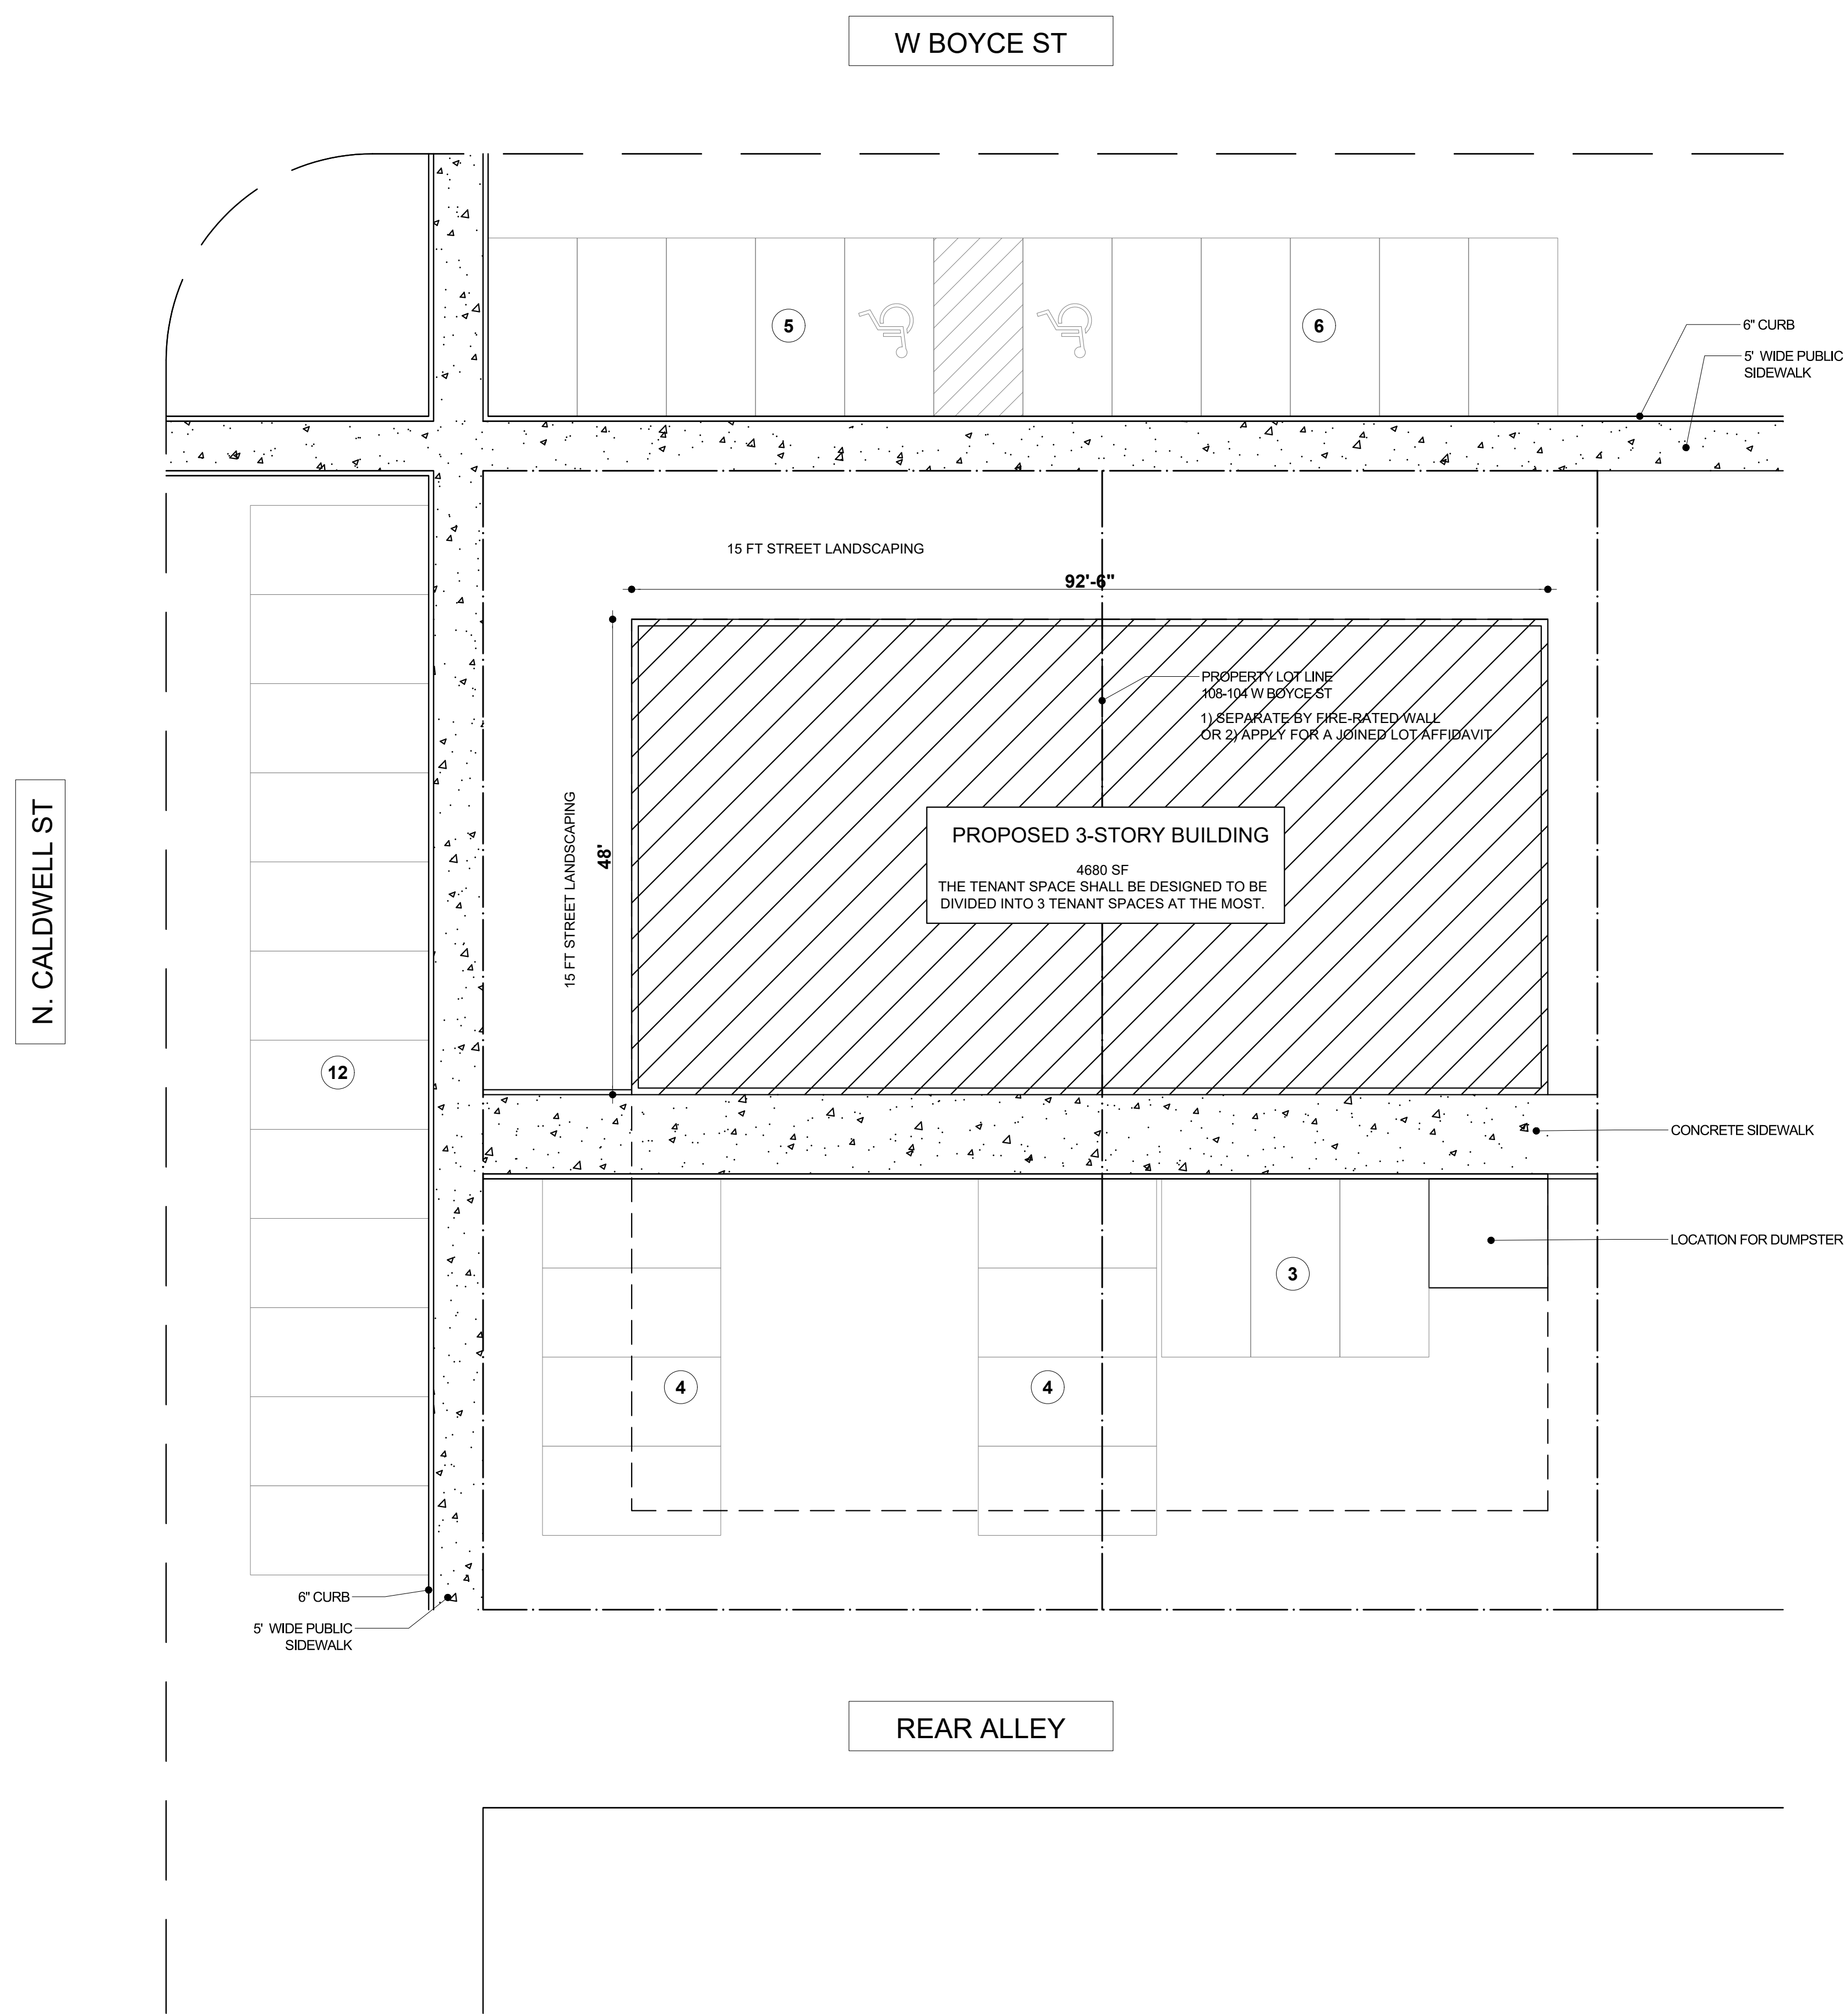 W BOYCE ST
5
6
6" CURB
5' WIDE PUBLIC
SIDEWALK
15 FT STREET LANDSCAPING
92'-6"
PROPERTY LOT LINE
108-104 W BOYCE ST
1) SEPARATE BY FIRE-RATED WALL
OR 2) APPLY FOR A JOINED LOT AFFIDAVIT
N. CALDWELL ST
15 FT STREET LANDSCAPING
48'
PROPOSED 3-STORY BUILDING
4680 SF
THE TENANT SPACE SHALL BE DESIGNED TO BE
DIVIDED INTO 3 TENANT SPACES AT THE MOST.
12
CONCRETE SIDEWALK
LOCATION FOR DUMPSTER
3
4
4
6" CURB
5' WIDE PUBLIC
SIDEWALK
REAR ALLEY